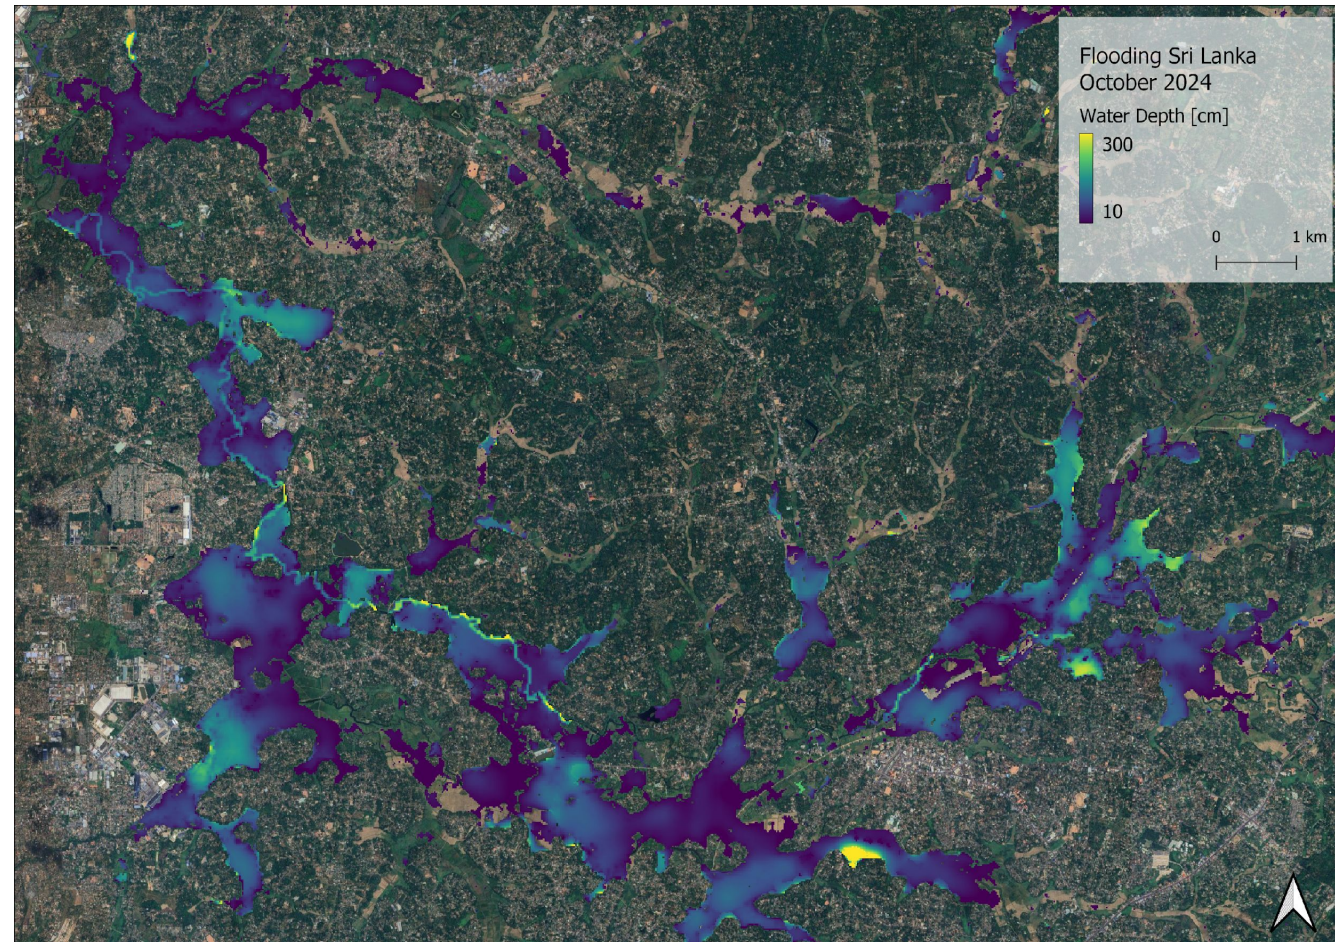 Flooding Sri Lanka
October 2024
Water Depth [cm]
300
10
0 1 km